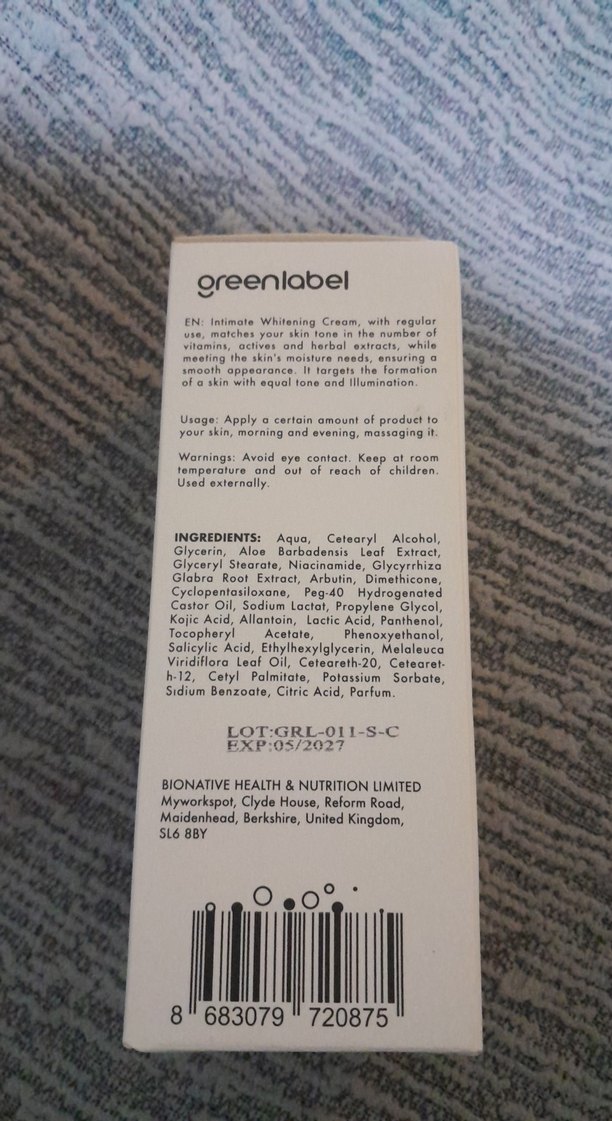 greenlabel
EN: Intimate Whitening Cream, with regular
use, matches your skin tone in the number of
vitamins, actives and herbal extracts, while
meeting the skin's moisture needs, ensuring a
smooth appearance. It targets the formation
of a skin with equal tone and Illumination.
Usage: Apply a certain amount of product to
your skin, morning and evening, massaging it.
Warnings: Avoid eye contact. Keep at room
temperature and out of reach of children.
Used externally.
INGREDIENTS: Aqua, Cetearyl Alcohol,
Glycerin, Aloe Barbadensis Leaf Extract,
Glyceryl Stearate, Niacinamide, Glycyrrhiza
Glabra Root Extract, Arbutin, Dimethicone,
Cyclopentasiloxane, Peg-40 Hydrogenated
Castor Oil, Sodium Lactat, Propylene Glycol,
Kojic Acid, Allantoin, Lactic Acid, Panthenol,
Tocopheryl Acetate, Phenoxyethanol,
Salicylic Acid, Ethylhexylglycerin, Melaleuca
Viridiflora Leaf Oil, Ceteareth-20, Cetearet-
h-12, Cetyl Palmitate, Potassium Sorbate,
Sıdium Benzoate, Citric Acid, Parfum.
LOT:GRL-011-S-C
EXP:05/2027
BIONATIVE HEALTH & NUTRITION LIMITED
Myworkspot, Clyde House, Reform Road,
Maidenhead, Berkshire, United Kingdom,
SL6 8BY
8 683079 720875